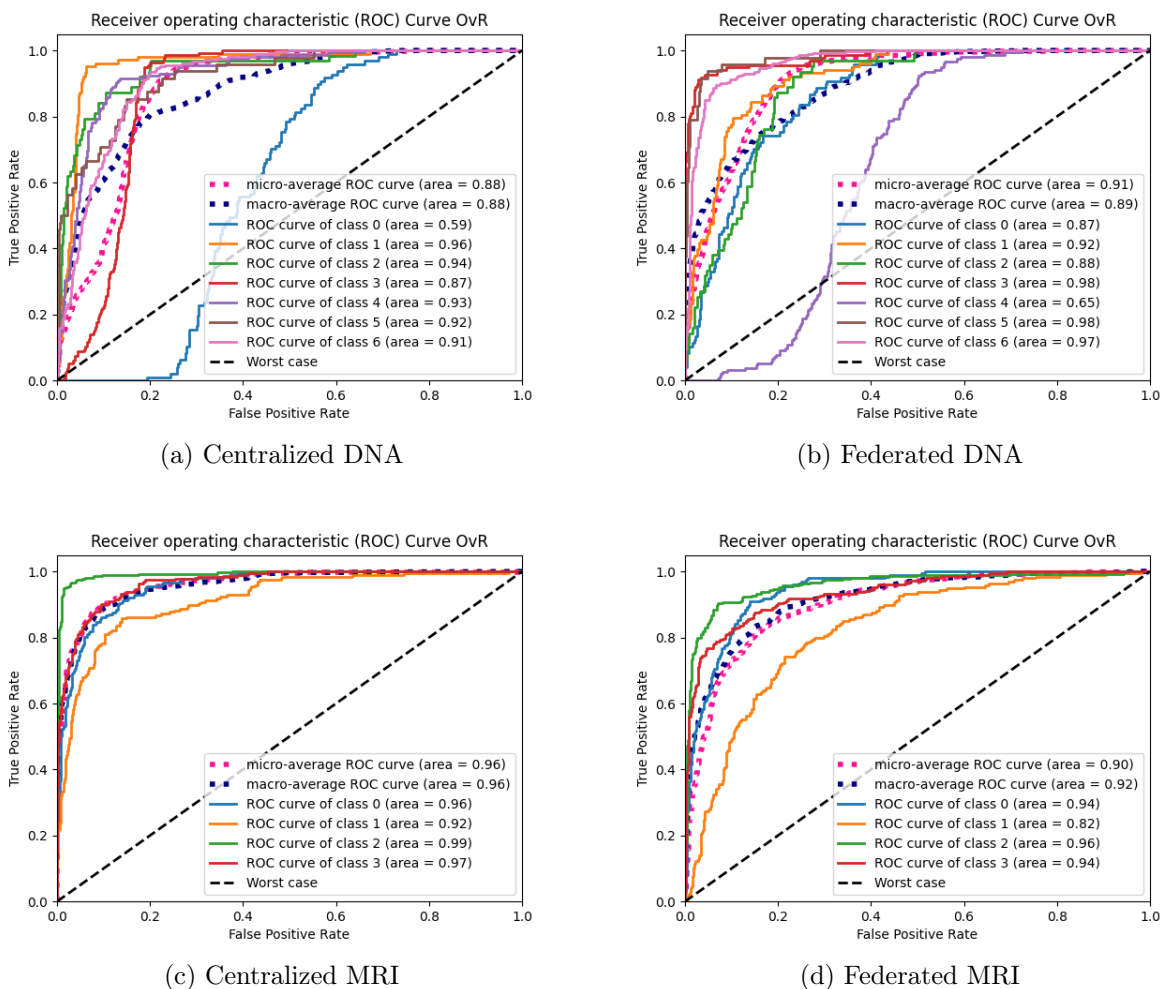 Receiver operating characteristic (ROC) Curve OvR
1.0
0.8
0.6
0.4
0.2
0.0
True Positive Rate
micro-average ROC curve (area = 0.88)
macro-average ROC curve (area = 0.88)
ROC curve of class 0 (area = 0.59)
ROC curve of class 1 (area = 0.96)
ROC curve of class 2 (area = 0.94)
ROC curve of class 3 (area = 0.87)
ROC curve of class 4 (area = 0.93)
ROC curve of class 5 (area = 0.92)
ROC curve of class 6 (area = 0.91)
Worst case
0.0 0.2 0.4 0.6 0.8 1.0
False Positive Rate
(a) Centralized DNA
Receiver operating characteristic (ROC) Curve OvR
1.0
0.8
0.6
0.4
0.2
0.0
True Positive Rate
micro-average ROC curve (area = 0.91)
macro-average ROC curve (area = 0.89)
ROC curve of class 0 (area = 0.87)
ROC curve of class 1 (area = 0.92)
ROC curve of class 2 (area = 0.88)
ROC curve of class 3 (area = 0.98)
ROC curve of class 4 (area = 0.65)
ROC curve of class 5 (area = 0.98)
ROC curve of class 6 (area = 0.97)
Worst case
0.0 0.2 0.4 0.6 0.8 1.0
False Positive Rate
(b) Federated DNA
Receiver operating characteristic (ROC) Curve OvR
1.0
0.8
0.6
0.4
0.2
0.0
True Positive Rate
micro-average ROC curve (area = 0.96)
macro-average ROC curve (area = 0.96)
ROC curve of class 0 (area = 0.96)
ROC curve of class 1 (area = 0.92)
ROC curve of class 2 (area = 0.99)
ROC curve of class 3 (area = 0.97)
Worst case
0.0 0.2 0.4 0.6 0.8 1.0
False Positive Rate
(c) Centralized MRI
Receiver operating characteristic (ROC) Curve OvR
1.0
0.8
0.6
0.4
0.2
0.0
True Positive Rate
micro-average ROC curve (area = 0.90)
macro-average ROC curve (area = 0.92)
ROC curve of class 0 (area = 0.94)
ROC curve of class 1 (area = 0.82)
ROC curve of class 2 (area = 0.96)
ROC curve of class 3 (area = 0.94)
Worst case
0.0 0.2 0.4 0.6 0.8 1.0
False Positive Rate
(d) Federated MRI